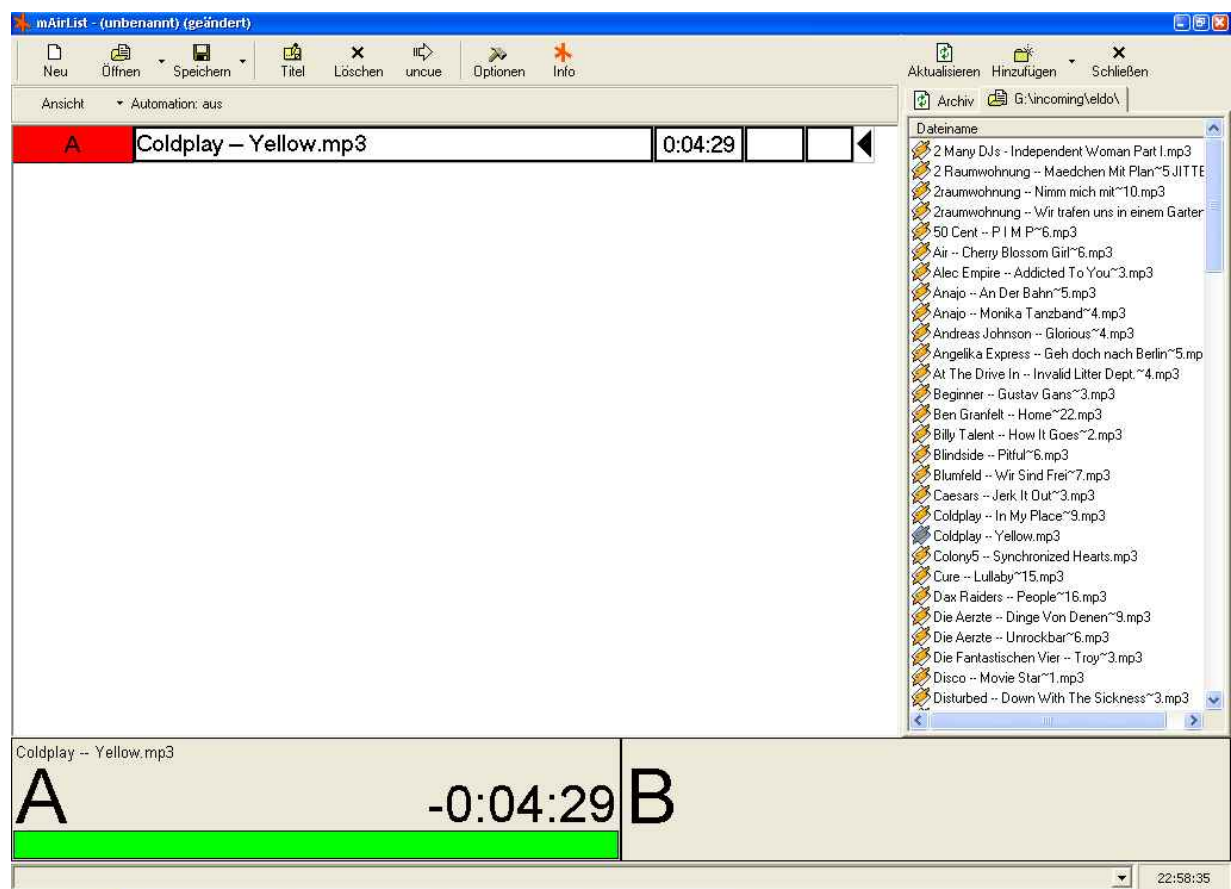 mAirList - (unbenannt) (geändert)
Neu Öffnen Speichern Titel Löschen uncue Optionen Info
Ansicht Automation: aus
A Coldplay – Yellow.mp3 0:04:29
Aktualisieren Hinzufügen Schließen
Archiv G:\incoming\eldo\
Dateiname
2 Many DJs - Independent Woman Part I.mp3
2 Raumwohnung -- Maedchen Mit Plan~5 JITTE
2raumwohnung -- Nimm mich mit~10.mp3
2raumwohnung -- Wir trafen uns in einem Garter
50 Cent -- P I M P~6.mp3
Air -- Cherry Blossom Girl~6.mp3
Alec Empire -- Addicted To You~3.mp3
Anajo -- An Der Bahn~5.mp3
Anajo -- Monika Tanzband~4.mp3
Andreas Johnson -- Glorious~4.mp3
Angelika Express -- Geh doch nach Berlin~5.mp
At The Drive In -- Invalid Litter Dept.~4.mp3
Beginner -- Gustav Gans~3.mp3
Ben Granfelt -- Home~22.mp3
Billy Talent -- How It Goes~2.mp3
Blindside -- Pitful~6.mp3
Blumfeld -- Wir Sind Frei~7.mp3
Caesars -- Jerk It Out~3.mp3
Coldplay -- In My Place~9.mp3
Coldplay -- Yellow.mp3
Colony5 -- Synchronized Hearts.mp3
Cure -- Lullaby~15.mp3
Dax Raiders -- People~16.mp3
Die Aerzte -- Dinge Von Denen~9.mp3
Die Aerzte -- Unrockbar~6.mp3
Die Fantastischen Vier -- Troy~3.mp3
Disco -- Movie Star~1.mp3
Disturbed -- Down With The Sickness~3.mp3
Coldplay -- Yellow.mp3
A -0:04:29 B
22:58:35